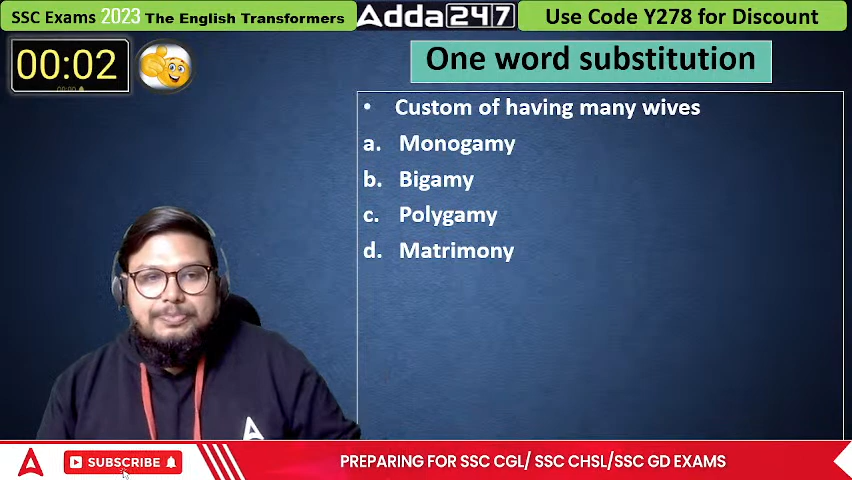 SSC Exams 2023 The English Transformers
Adda247
Use Code Y278 for Discount
00:02
One word substitution
• Custom of having many wives
a. Monogamy
b. Bigamy
c. Polygamy
d. Matrimony
SUBSCRIBE
PREPARING FOR SSC CGL/ SSC CHSL/SSC GD EXAMS